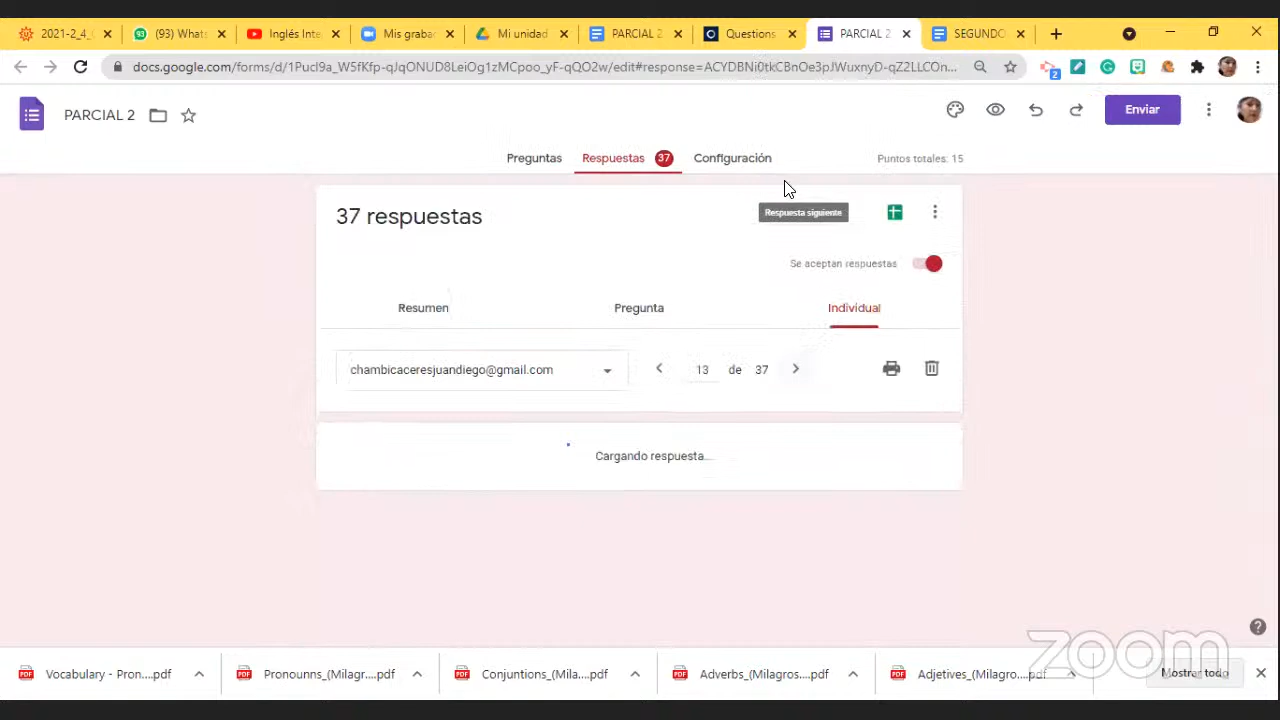 2021-2_4_
(93) Whats
Inglés Inte
Mis graba
Mi unidad
PARCIAL 2
Questions
PARCIAL 2
SEGUNDO
docs.google.com/forms/d/1PucI9a_W5fKfp-qJqONUD8LeiOg1zMCpoo_yF-qQO2w/edit#response=ACYDBNi0tkCBnOe3pJWuxnyD-qZ2LLCOn...
2
PARCIAL 2
Enviar
Preguntas
Respuestas 37
Configuración
Puntos totales: 15
37 respuestas
Respuesta siguiente
Se aceptan respuestas
Resumen
Pregunta
Individual
chambicaceresjuandiego@gmail.com
13 de 37
Cargando respuesta...
zoom
Vocabulary - Pron....pdf
Pronounns_(Milagr....pdf
Conjuntions_(Mila....pdf
Adverbs_(Milagros....pdf
Adjetives_(Milagro....pdf
Mostrar todo